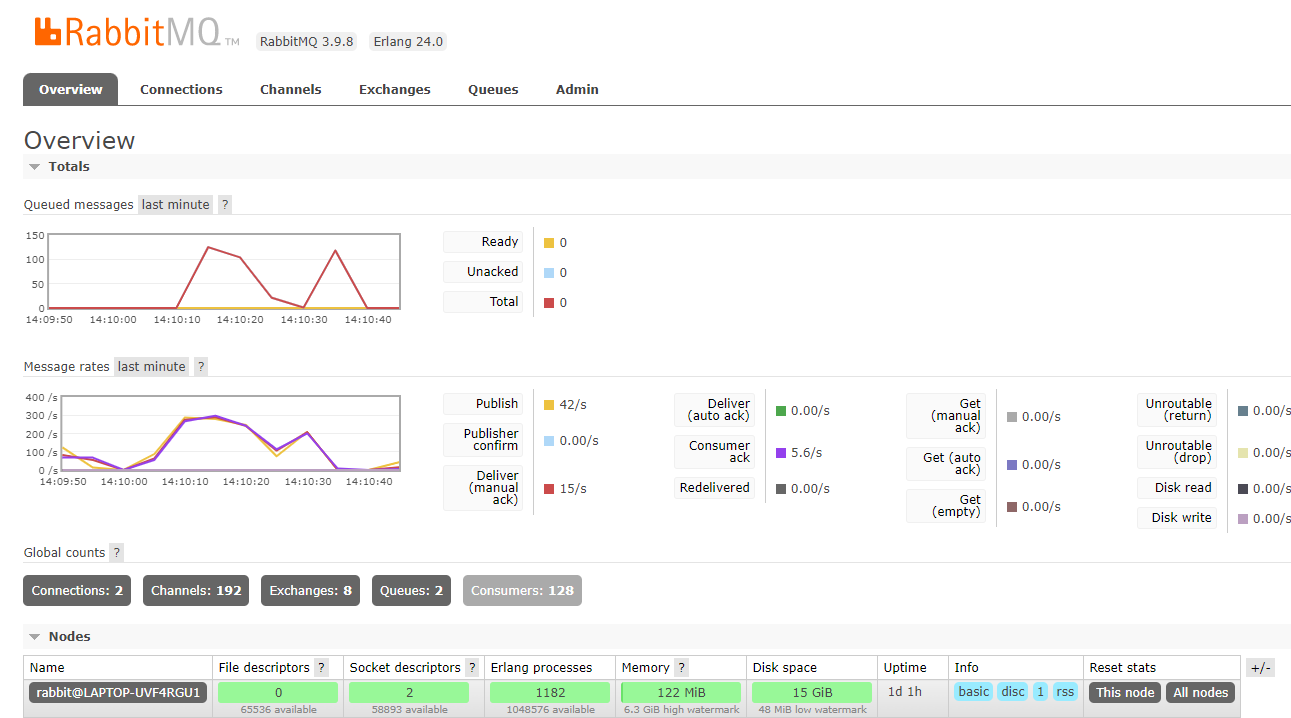 RabbitMQ TM RabbitMQ 3.9.8 Erlang 24.0
Overview Connections Channels Exchanges Queues Admin
Overview
Totals
Queued messages last minute ?
150
100
50
0
14:09:50 14:10:00 14:10:10 14:10:20 14:10:30 14:10:40
Ready 0
Unacked 0
Total 0
Message rates last minute ?
400 /s
300 /s
200 /s
100 /s
0 /s
14:09:50 14:10:00 14:10:10 14:10:20 14:10:30 14:10:40
Publish 42/s
Publisher
confirm 0.00/s
Deliver
(manual
ack) 15/s
Deliver
(auto ack) 0.00/s
Consumer
ack 5.6/s
Redelivered 0.00/s
Get
(manual
ack) 0.00/s
Get (auto
ack) 0.00/s
Get
(empty) 0.00/s
Unroutable
(return) 0.00/s
Unroutable
(drop) 0.00/s
Disk read 0.00/s
Disk write 0.00/s
Global counts ?
Connections: 2 Channels: 192 Exchanges: 8 Queues: 2 Consumers: 128
Nodes
Name File descriptors ? Socket descriptors ? Erlang processes Memory ? Disk space Uptime Info Reset stats +/-
rabbit@LAPTOP-UVF4RGU1 0 2 1182 122 MiB 15 GiB 1d 1h basic disc 1 rss This node All nodes
65536 available 58893 available 1048576 available 6.3 GiB high watermark 48 MiB low watermark